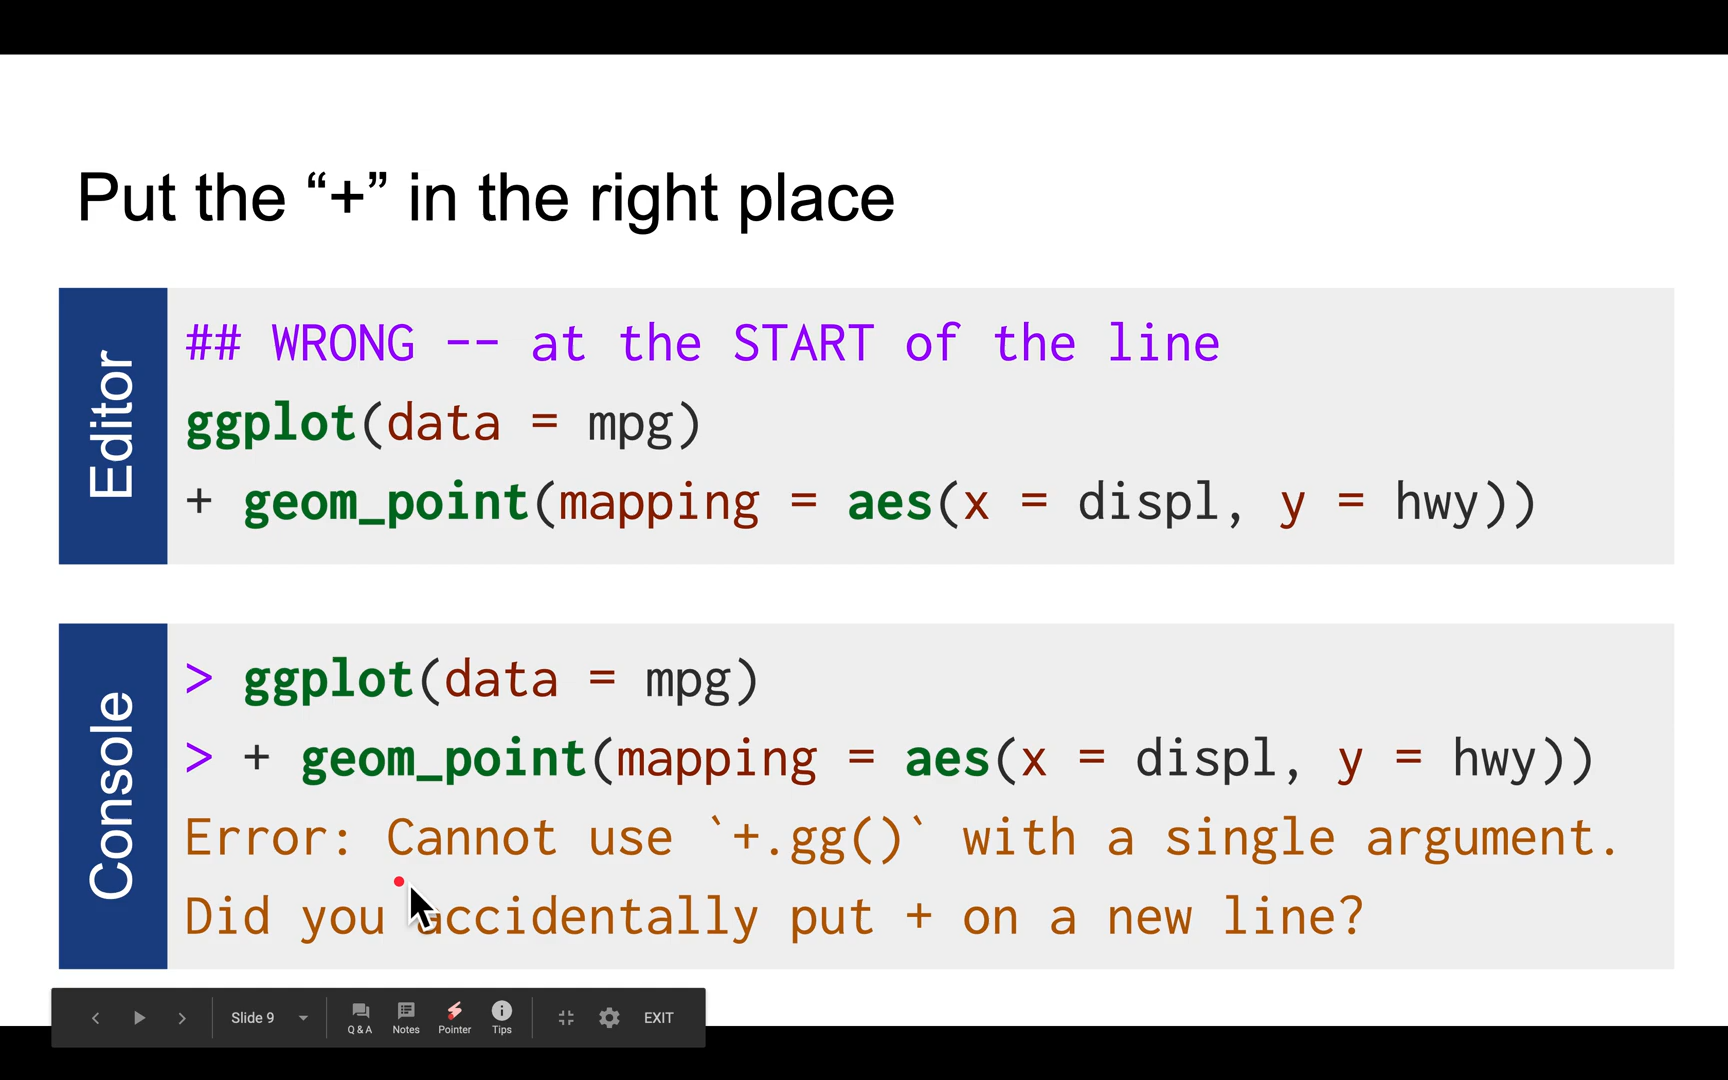 Put the “+” in the right place
Editor
## WRONG -- at the START of the line
ggplot(data = mpg)
+ geom_point(mapping = aes(x = displ, y = hwy))
Console
> ggplot(data = mpg)
> + geom_point(mapping = aes(x = displ, y = hwy))
Error: Cannot use `+.gg()` with a single argument.
Did you accidentally put + on a new line?
Slide 9
Q & A
Notes
Pointer
Tips
EXIT